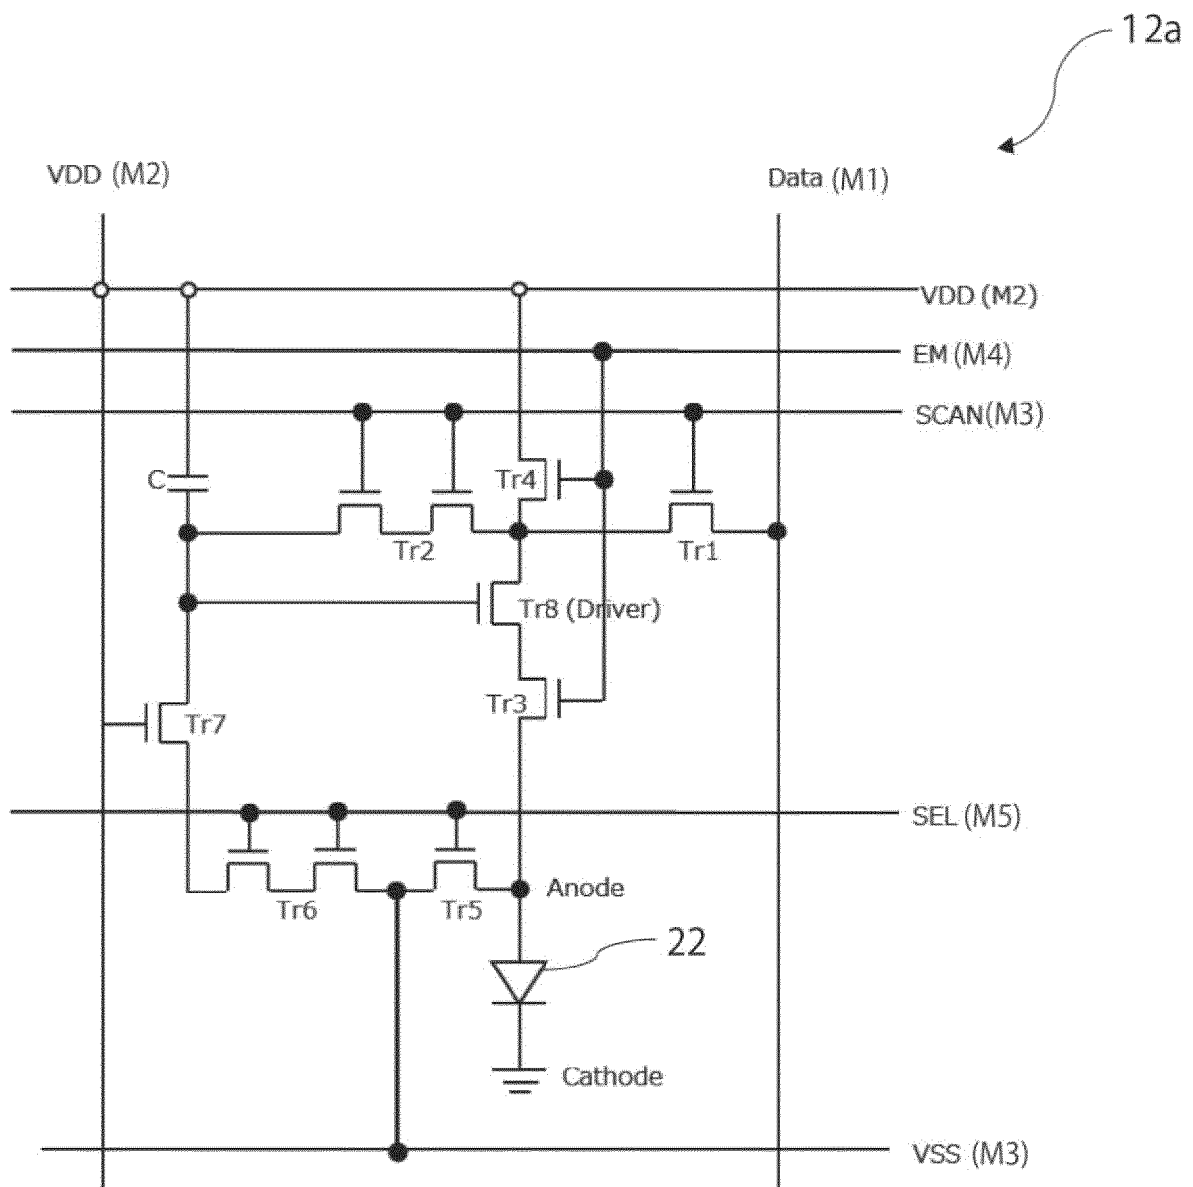 12a
VDD (M2)
Data (M1)
VDD (M2)
EM (M4)
SCAN(M3)
C
Tr4
Tr2
Tr1
Tr8 (Driver)
Tr3
Tr7
SEL (M5)
Tr6
Tr5
Anode
22
Cathode
VSS (M3)